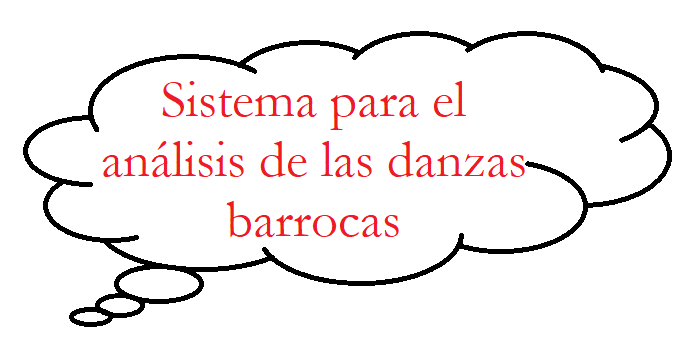 Sistema para el
análisis de las danzas
barrocas